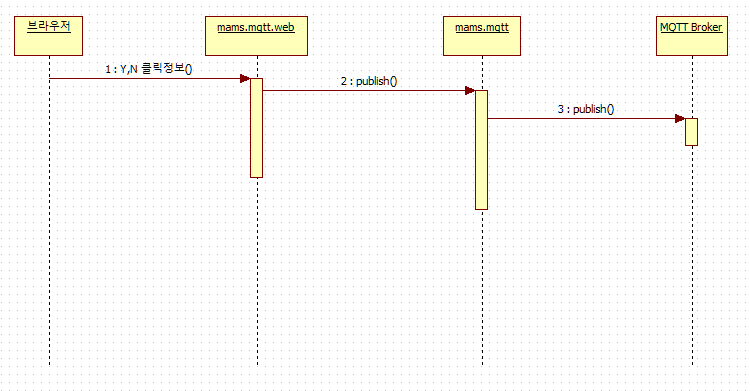 브라우저
mams.mqtt.web
mams.mqtt
MQTT Broker
1 : Y,N 클릭정보()
2 : publish()
3 : publish()